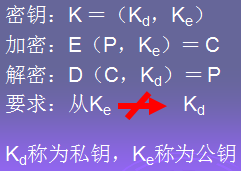 密钥:K=(Kd,Ke)
加密:E(P,Ke)=C
解密:D(C,Kd)=P
要求:从Ke Kd
Kd称为私钥,Ke称为公钥